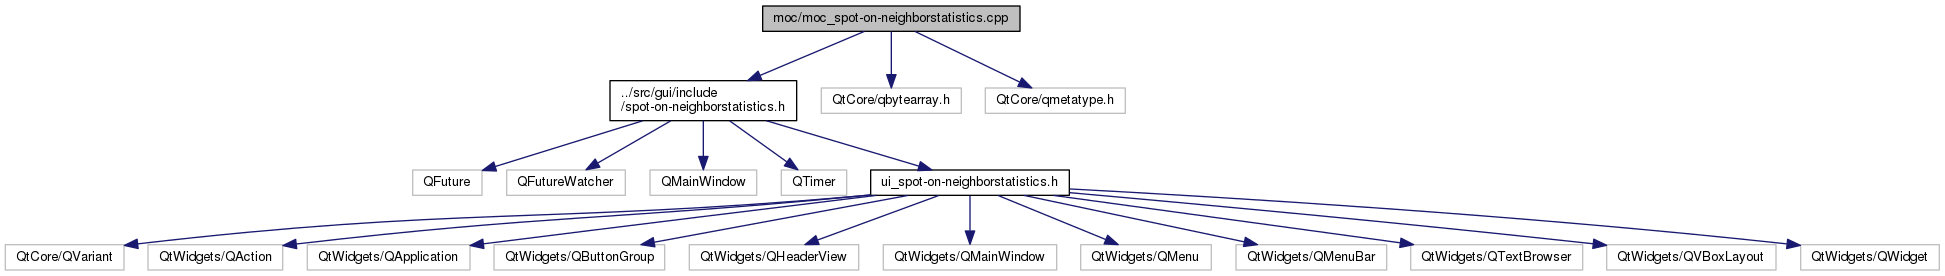 moc/moc_spot-on-neighborstatistics.cpp
../src/gui/include
/spot-on-neighborstatistics.h
QtCore/qbytearray.h
QtCore/qmetatype.h
QFuture
QFutureWatcher
QMainWindow
QTimer
ui_spot-on-neighborstatistics.h
QtCore/QVariant
QtWidgets/QAction
QtWidgets/QApplication
QtWidgets/QButtonGroup
QtWidgets/QHeaderView
QtWidgets/QMainWindow
QtWidgets/QMenu
QtWidgets/QMenuBar
QtWidgets/QTextBrowser
QtWidgets/QVBoxLayout
QtWidgets/QWidget